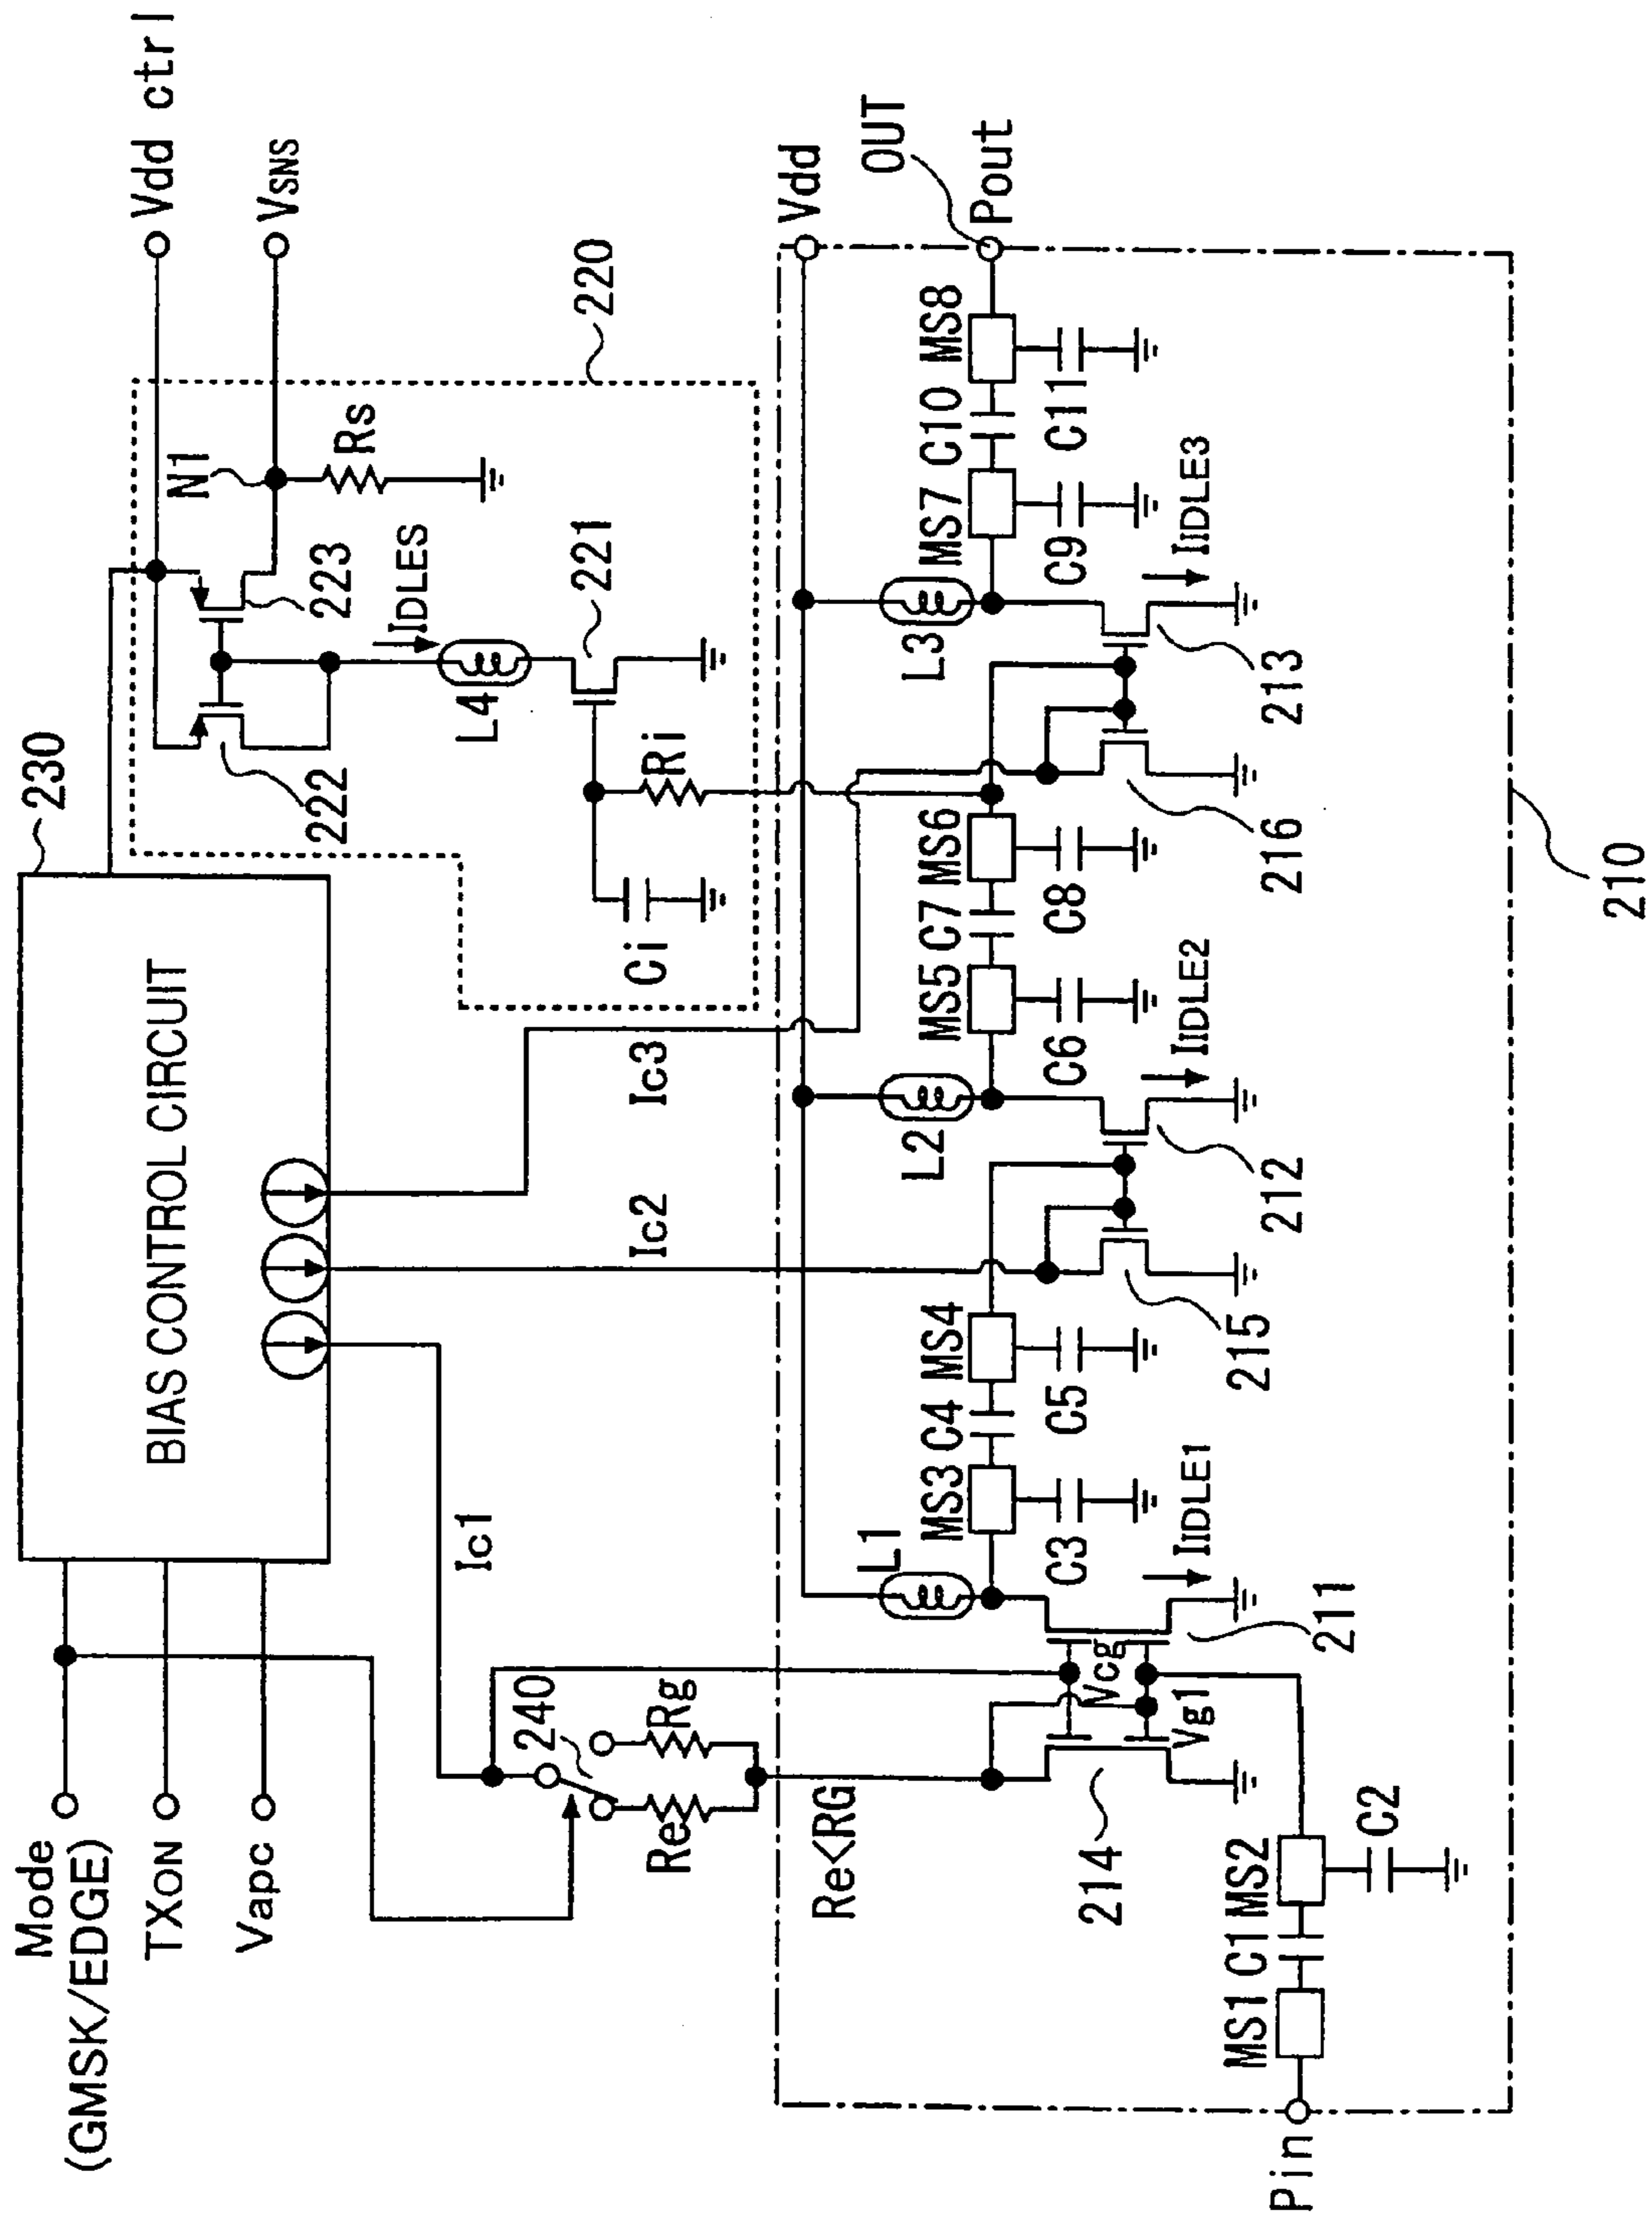 Mode
(GMSK/EDGE)
TXON
Vapc
BIAS CONTROL CIRCUIT
230
Vdd ctrl
VSNS
N1
222
223
Rs
IDLES
L4
221
220
Ri
Ci
Ic1
Ic2
Ic3
240
Re
Rg
Re<RG
Vdd
OUT
Pout
L1
L2
L3
MS3
C4
MS4
MS5
C7
MS6
MS7
C10
MS8
C3
C5
C6
C8
C9
C11
Vcg
Vg1
IIDLE1
IIDLE2
IIDLE3
214
211
215
212
216
213
Pin
MS1
C1
MS2
C2
210